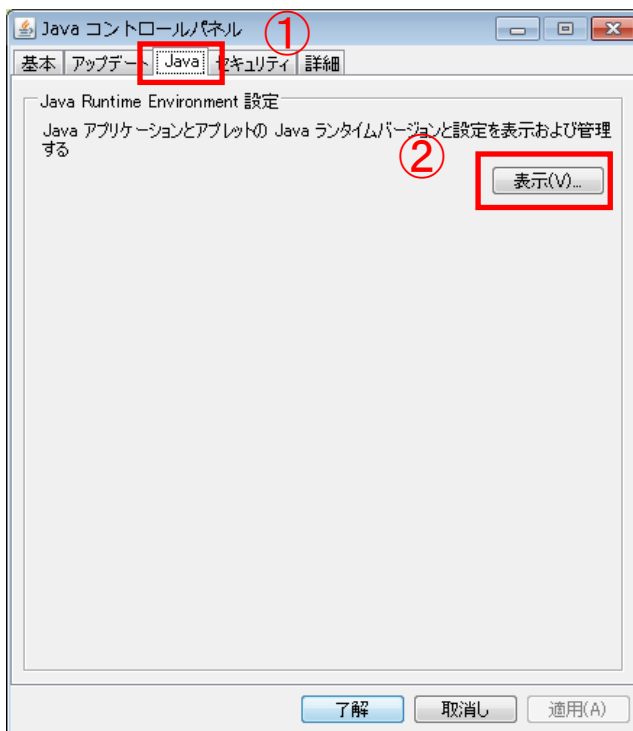 Java コントロールパネル
①
基本 アップデート Java セキュリティ 詳細
Java Runtime Environment 設定
Java アプリケーションとアプレットの Java ランタイムバージョンと設定を表示および管理
する
②
表示(V)...
了解 取消し 適用(A)